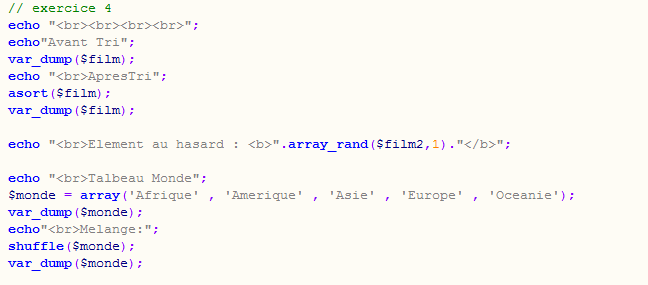 // exercice 4
echo "<br><br><br><br>";
echo"Avant Tri";
var_dump($film);
echo "<br>ApresTri";
asort($film);
var_dump($film);
echo "<br>Element au hasard : <b>".array_rand($film2,1)."</b>";
echo "<br>Talbeau Monde";
$monde = array('Afrique' , 'Amerique' , 'Asie' , 'Europe' , 'Oceanie');
var_dump($monde);
echo"<br>Melange:";
shuffle($monde);
var_dump($monde);